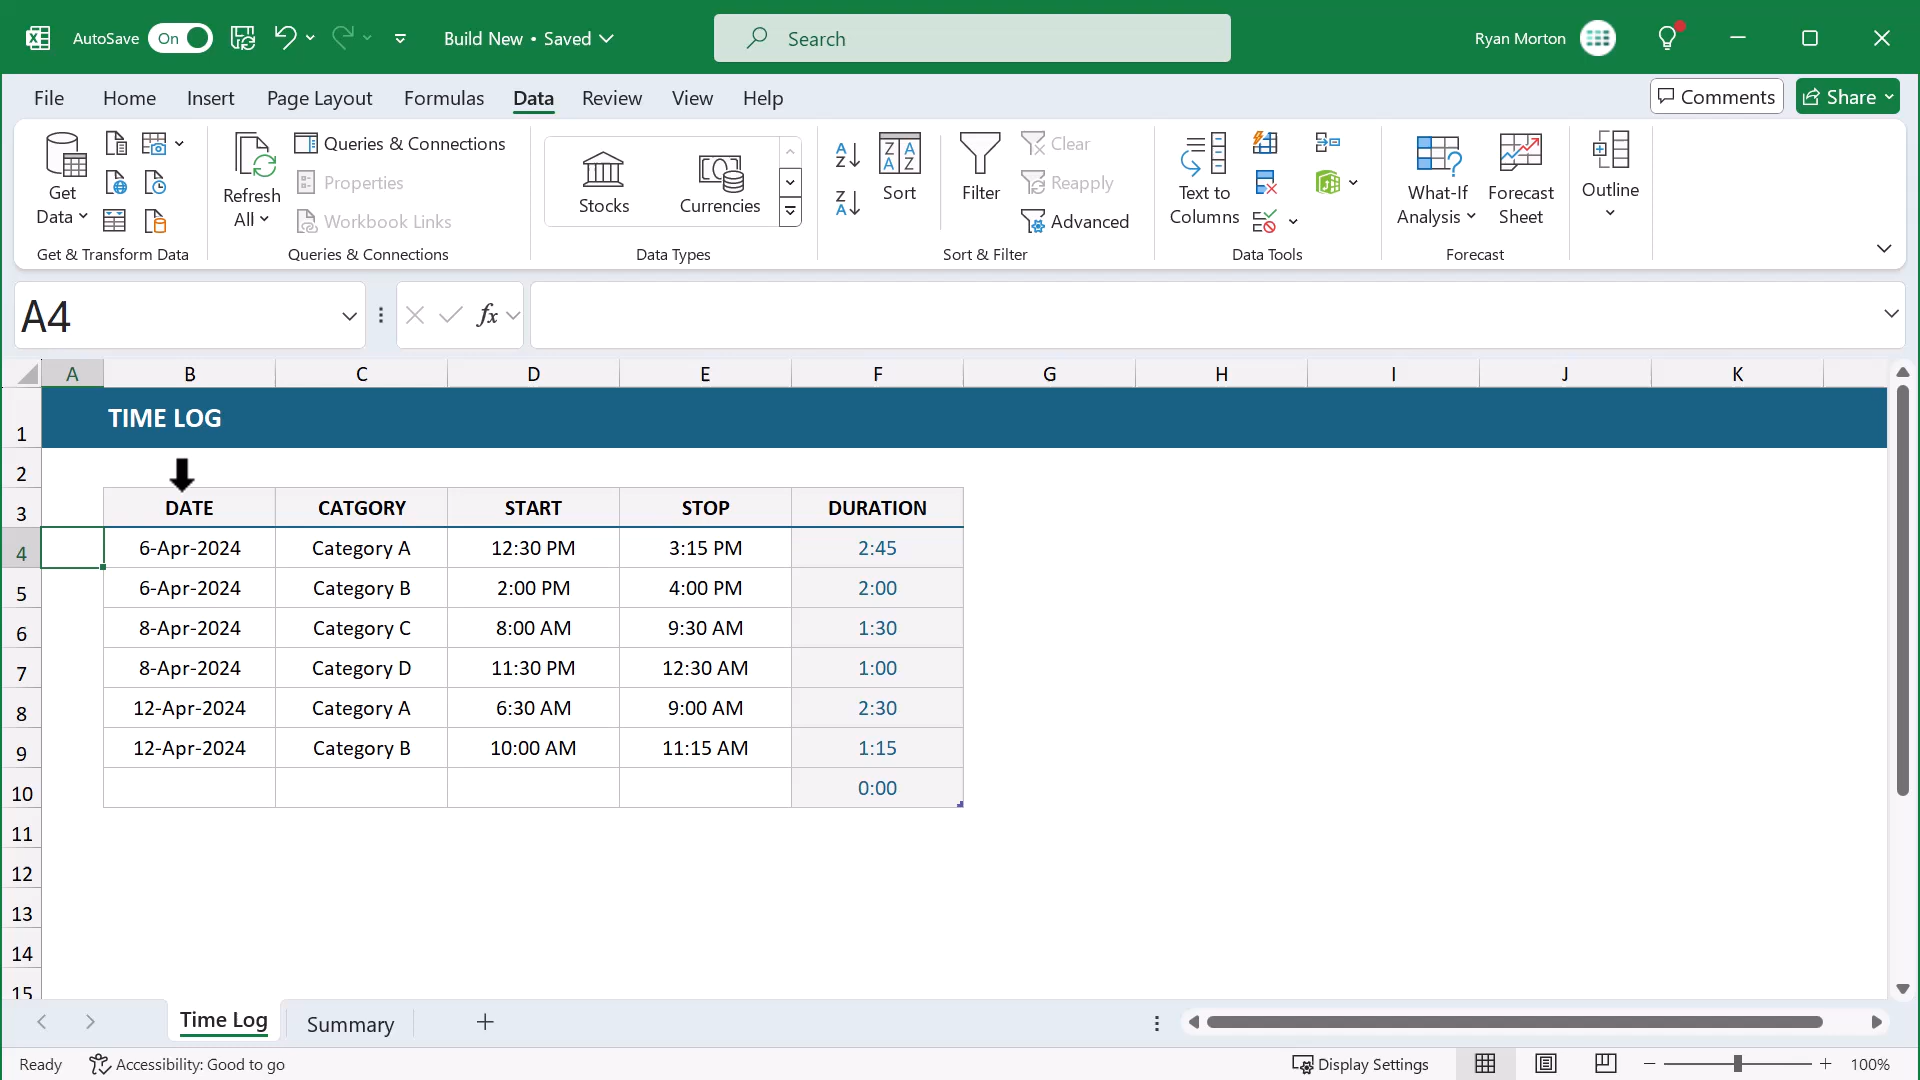 AutoSave On Build New • Saved Search Ryan Morton
File Home Insert Page Layout Formulas Data Review View Help Comments Share
Get Data
Refresh All
Queries & Connections
Properties
Workbook Links
Stocks Currencies
Sort
Filter
Clear
Reapply
Advanced
Text to Columns
What-If Analysis
Forecast Sheet
Outline
Get & Transform Data Queries & Connections Data Types Sort & Filter Data Tools Forecast
A4 fx
A B C D E F G H I J K
1 TIME LOG
2
3 DATE CATGORY START STOP DURATION
4 6-Apr-2024 Category A 12:30 PM 3:15 PM 2:45
5 6-Apr-2024 Category B 2:00 PM 4:00 PM 2:00
6 8-Apr-2024 Category C 8:00 AM 9:30 AM 1:30
7 8-Apr-2024 Category D 11:30 PM 12:30 AM 1:00
8 12-Apr-2024 Category A 6:30 AM 9:00 AM 2:30
9 12-Apr-2024 Category B 10:00 AM 11:15 AM 1:15
10 0:00
11
12
13
14
15
Time Log Summary
Ready Accessibility: Good to go Display Settings 100%